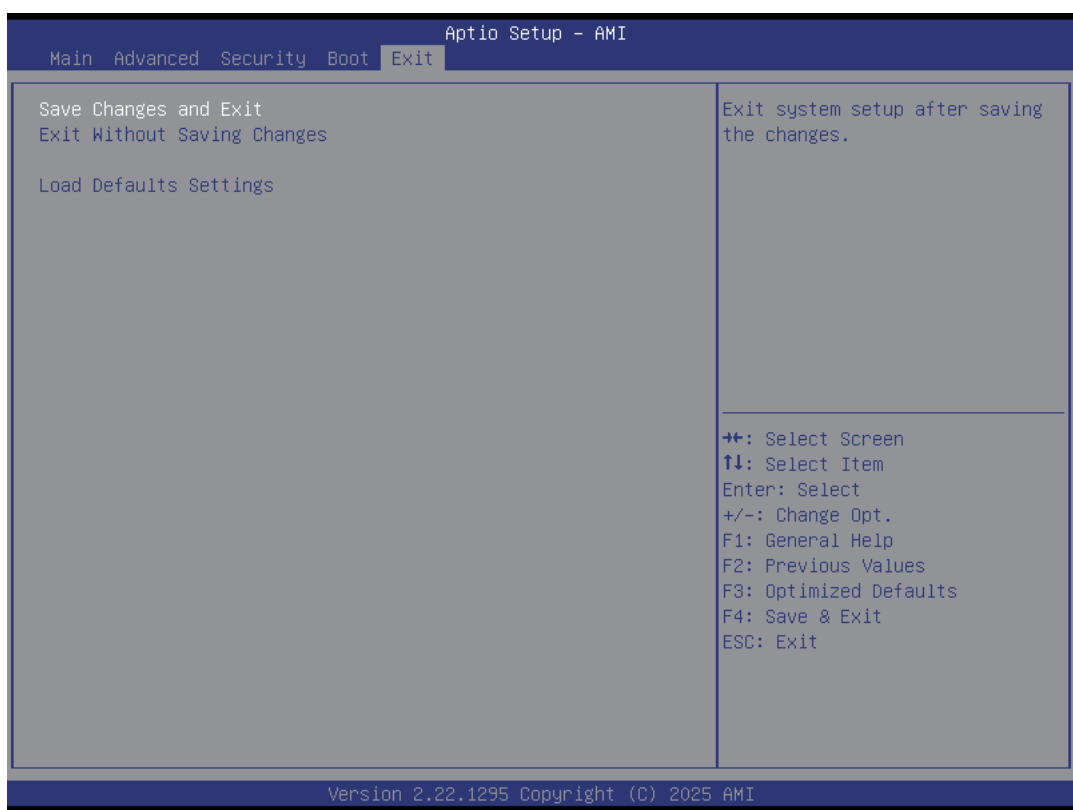 Aptio Setup – AMI
Main Advanced Security Boot Exit
Save Changes and Exit
Exit Without Saving Changes
Load Defaults Settings
Exit system setup after saving
the changes.
→←: Select Screen
↑↓: Select Item
Enter: Select
+/-: Change Opt.
F1: General Help
F2: Previous Values
F3: Optimized Defaults
F4: Save & Exit
ESC: Exit
Version 2.22.1295 Copyright (C) 2025 AMI